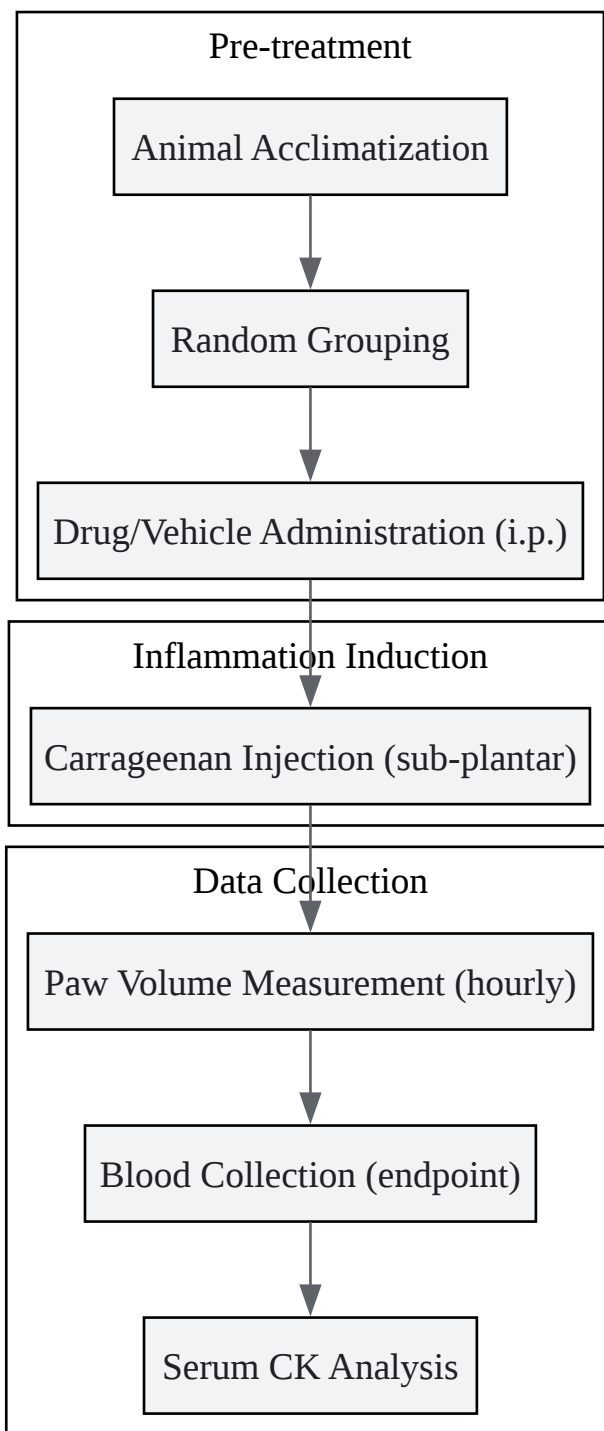 Pre-treatment
Animal Acclimatization
Random Grouping
Drug/Vehicle Administration (i.p.)
Inflammation Induction
Carrageenan Injection (sub-plantar)
Data Collection
Paw Volume Measurement (hourly)
Blood Collection (endpoint)
Serum CK Analysis